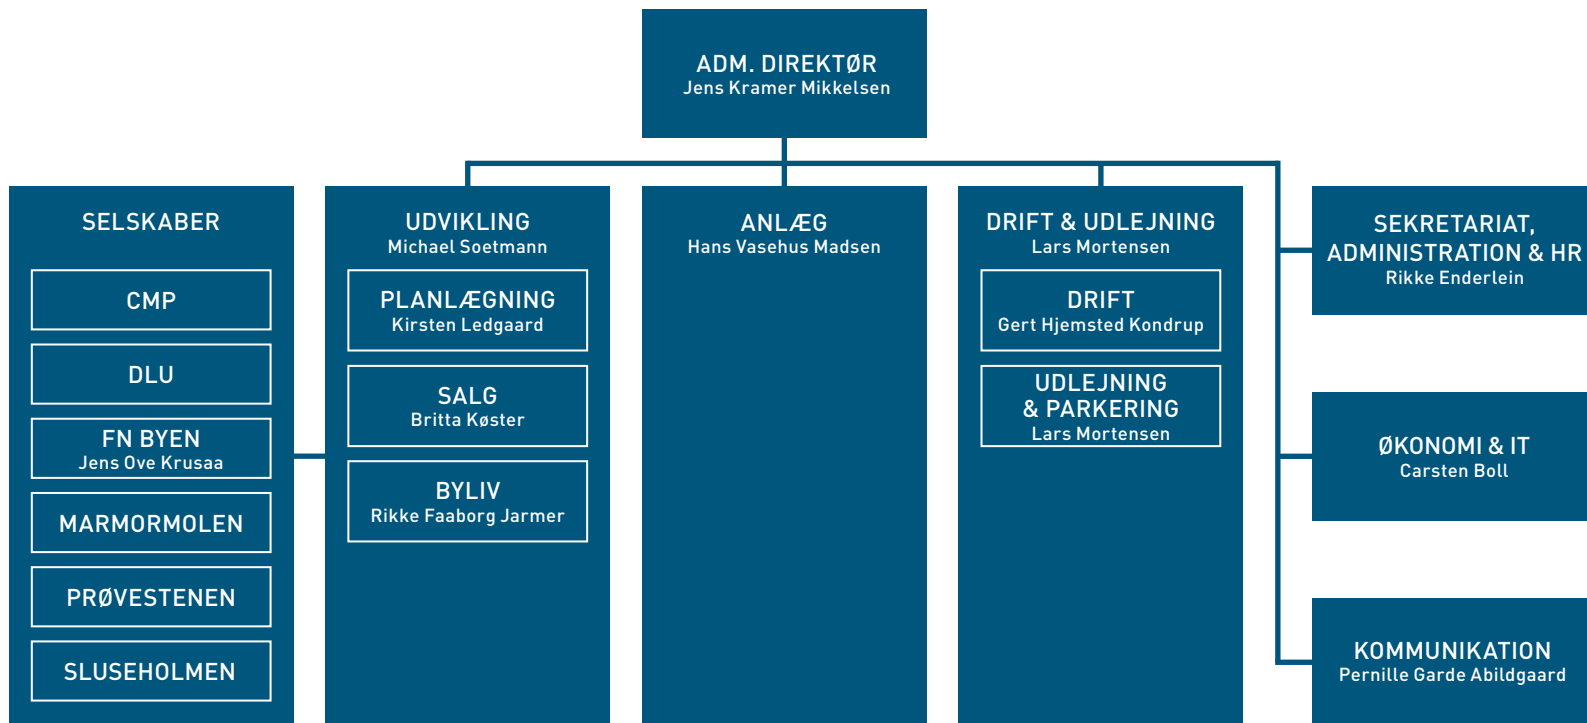 ADM. DIREKTØR
Jens Kramer Mikkelsen
SELSKABER
CMP
DLU
FN BYEN
Jens Ove Krusaa
MARMORMOLEN
PRØVESTENEN
SLUSEHOLMEN
UDVIKLING
Michael Soetmann
PLANLÆGNING
Kirsten Ledgaard
SALG
Britta Køster
BYLIV
Rikke Faaborg Jarmer
ANLÆG
Hans Vasehus Madsen
DRIFT & UDLEJNING
Lars Mortensen
DRIFT
Gert Hjemsted Kondrup
UDLEJNING
& PARKERING
Lars Mortensen
SEKRETARIAT,
ADMINISTRATION & HR
Rikke Enderlein
ØKONOMI & IT
Carsten Boll
KOMMUNIKATION
Pernille Garde Abildgaard